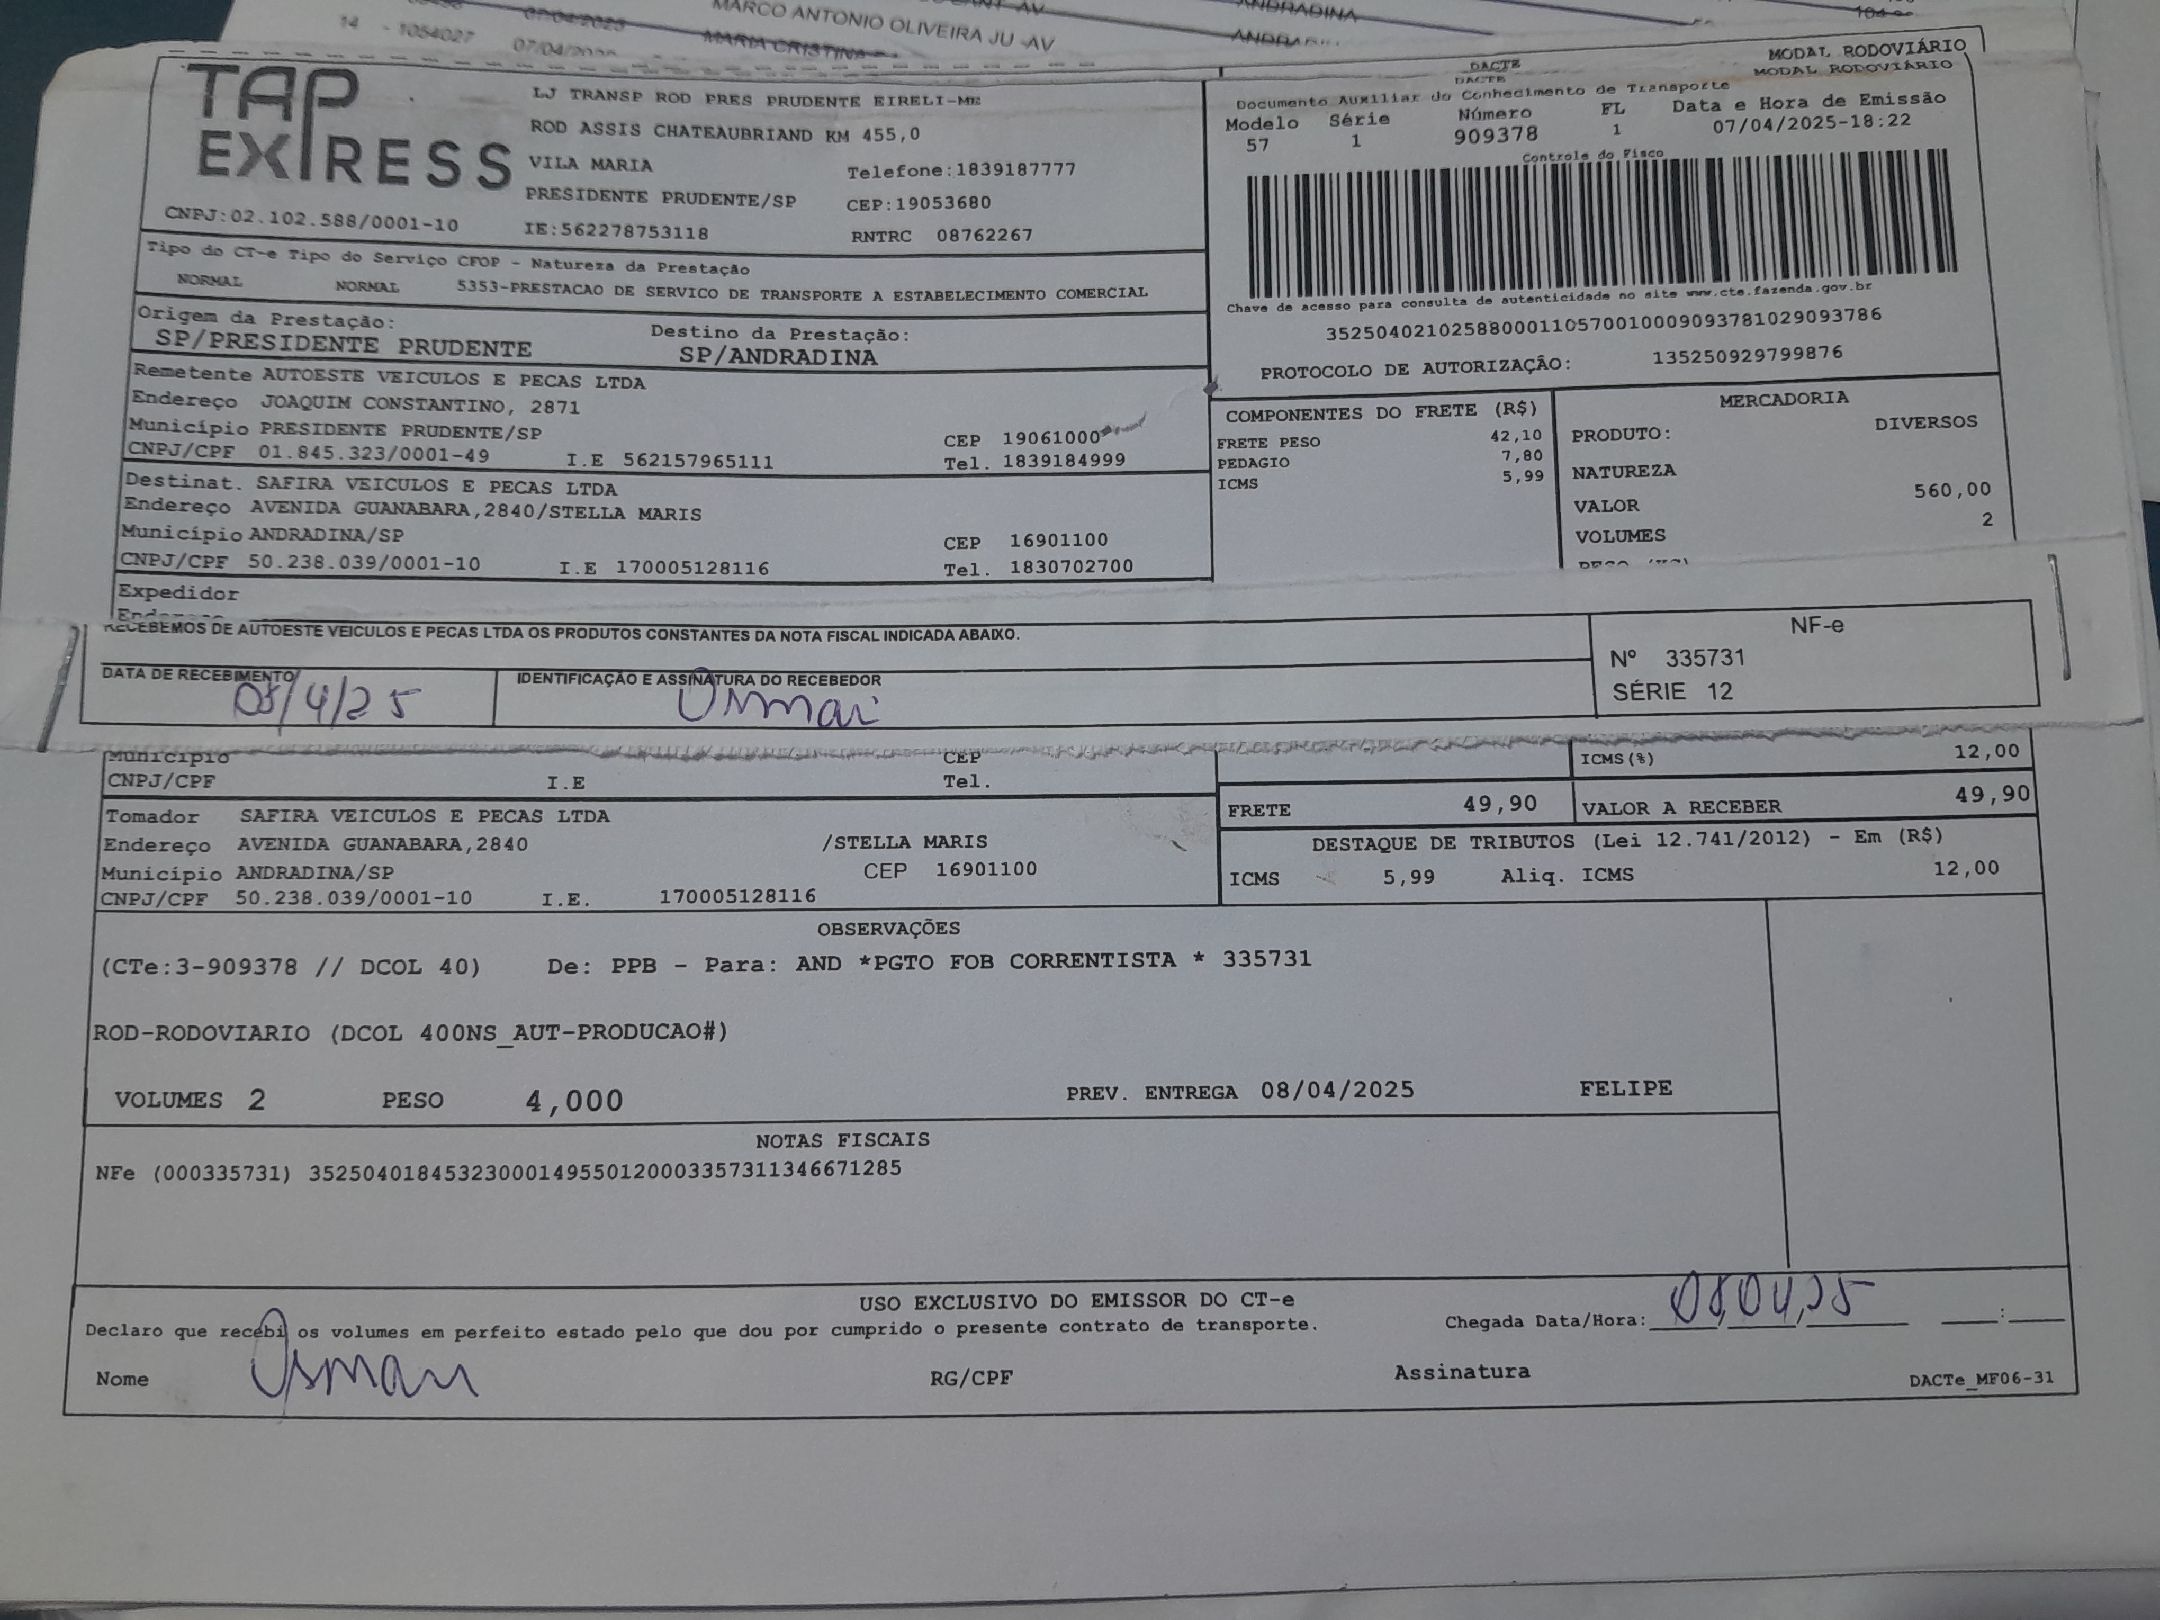 MARCO ANTONIO OLIVEIRA JU -AV
ANDRADINA
14 - 1054027 07/04/2025 MARIA CRISTINA
TAP EXPRESS
LJ TRANSP ROD PRES PRUDENTE EIRELI-ME
ROD ASSIS CHATEAUBRIAND KM 455,0
VILA MARIA Telefone:1839187777
PRESIDENTE PRUDENTE/SP CEP:19053680
CNPJ:02.102.588/0001-10 IE:562278753118 RNTRC 08762267
DACTE MODAL RODOVIÁRIO
DACTE MODAL RODOVIÁRIO
Documento Auxiliar do Conhecimento de Transporte
Modelo Série Número FL Data e Hora de Emissão
57 1 909378 1 07/04/2025-18:22
Controle do Fisco
Chave de acesso para consulta de autenticidade no site www.cte.fazenda.gov.br
35250402102588000110570010009093781029093786
PROTOCOLO DE AUTORIZAÇÃO: 135250929799876
Tipo do CT-e Tipo do Serviço CFOP - Natureza da Prestação
NORMAL NORMAL 5353-PRESTACAO DE SERVICO DE TRANSPORTE A ESTABELECIMENTO COMERCIAL
Origem da Prestação: Destino da Prestação:
SP/PRESIDENTE PRUDENTE SP/ANDRADINA
Remetente AUTOESTE VEICULOS E PECAS LTDA
Endereço JOAQUIM CONSTANTINO, 2871
Município PRESIDENTE PRUDENTE/SP CEP 19061000
CNPJ/CPF 01.845.323/0001-49 I.E 562157965111 Tel. 1839184999
Destinat. SAFIRA VEICULOS E PECAS LTDA
Endereço AVENIDA GUANABARA,2840/STELLA MARIS
Município ANDRADINA/SP CEP 16901100
CNPJ/CPF 50.238.039/0001-10 I.E 170005128116 Tel. 1830702700
Expedidor
COMPONENTES DO FRETE (R$)
FRETE PESO 42,10
PEDAGIO 7,80
ICMS 5,99
MERCADORIA
PRODUTO: DIVERSOS
NATUREZA
VALOR 560,00
VOLUMES 2
RECEBEMOS DE AUTOESTE VEICULOS E PECAS LTDA OS PRODUTOS CONSTANTES DA NOTA FISCAL INDICADA ABAIXO.
DATA DE RECEBIMENTO IDENTIFICAÇÃO E ASSINATURA DO RECEBEDOR
08/4/25 Osmar
NF-e
Nº 335731
SÉRIE 12
Município CEP
CNPJ/CPF I.E Tel.
ICMS(%) 12,00
FRETE 49,90 VALOR A RECEBER 49,90
Tomador SAFIRA VEICULOS E PECAS LTDA
Endereço AVENIDA GUANABARA,2840 /STELLA MARIS
Município ANDRADINA/SP CEP 16901100
CNPJ/CPF 50.238.039/0001-10 I.E. 170005128116
DESTAQUE DE TRIBUTOS (Lei 12.741/2012) - Em (R$)
ICMS 5,99 Aliq. ICMS 12,00
OBSERVAÇÕES
(CTe:3-909378 // DCOL 40) De: PPB - Para: AND *PGTO FOB CORRENTISTA * 335731
ROD-RODOVIARIO (DCOL 400NS_AUT-PRODUCAO#)
VOLUMES 2 PESO 4,000 PREV. ENTREGA 08/04/2025 FELIPE
NOTAS FISCAIS
NFe (000335731) 35250401845323000149550120003357311346671285
USO EXCLUSIVO DO EMISSOR DO CT-e
Declaro que recebi os volumes em perfeito estado pelo que dou por cumprido o presente contrato de transporte. Chegada Data/Hora: 08,04,25 :
Nome Osmar RG/CPF Assinatura
DACTe_MF06-31